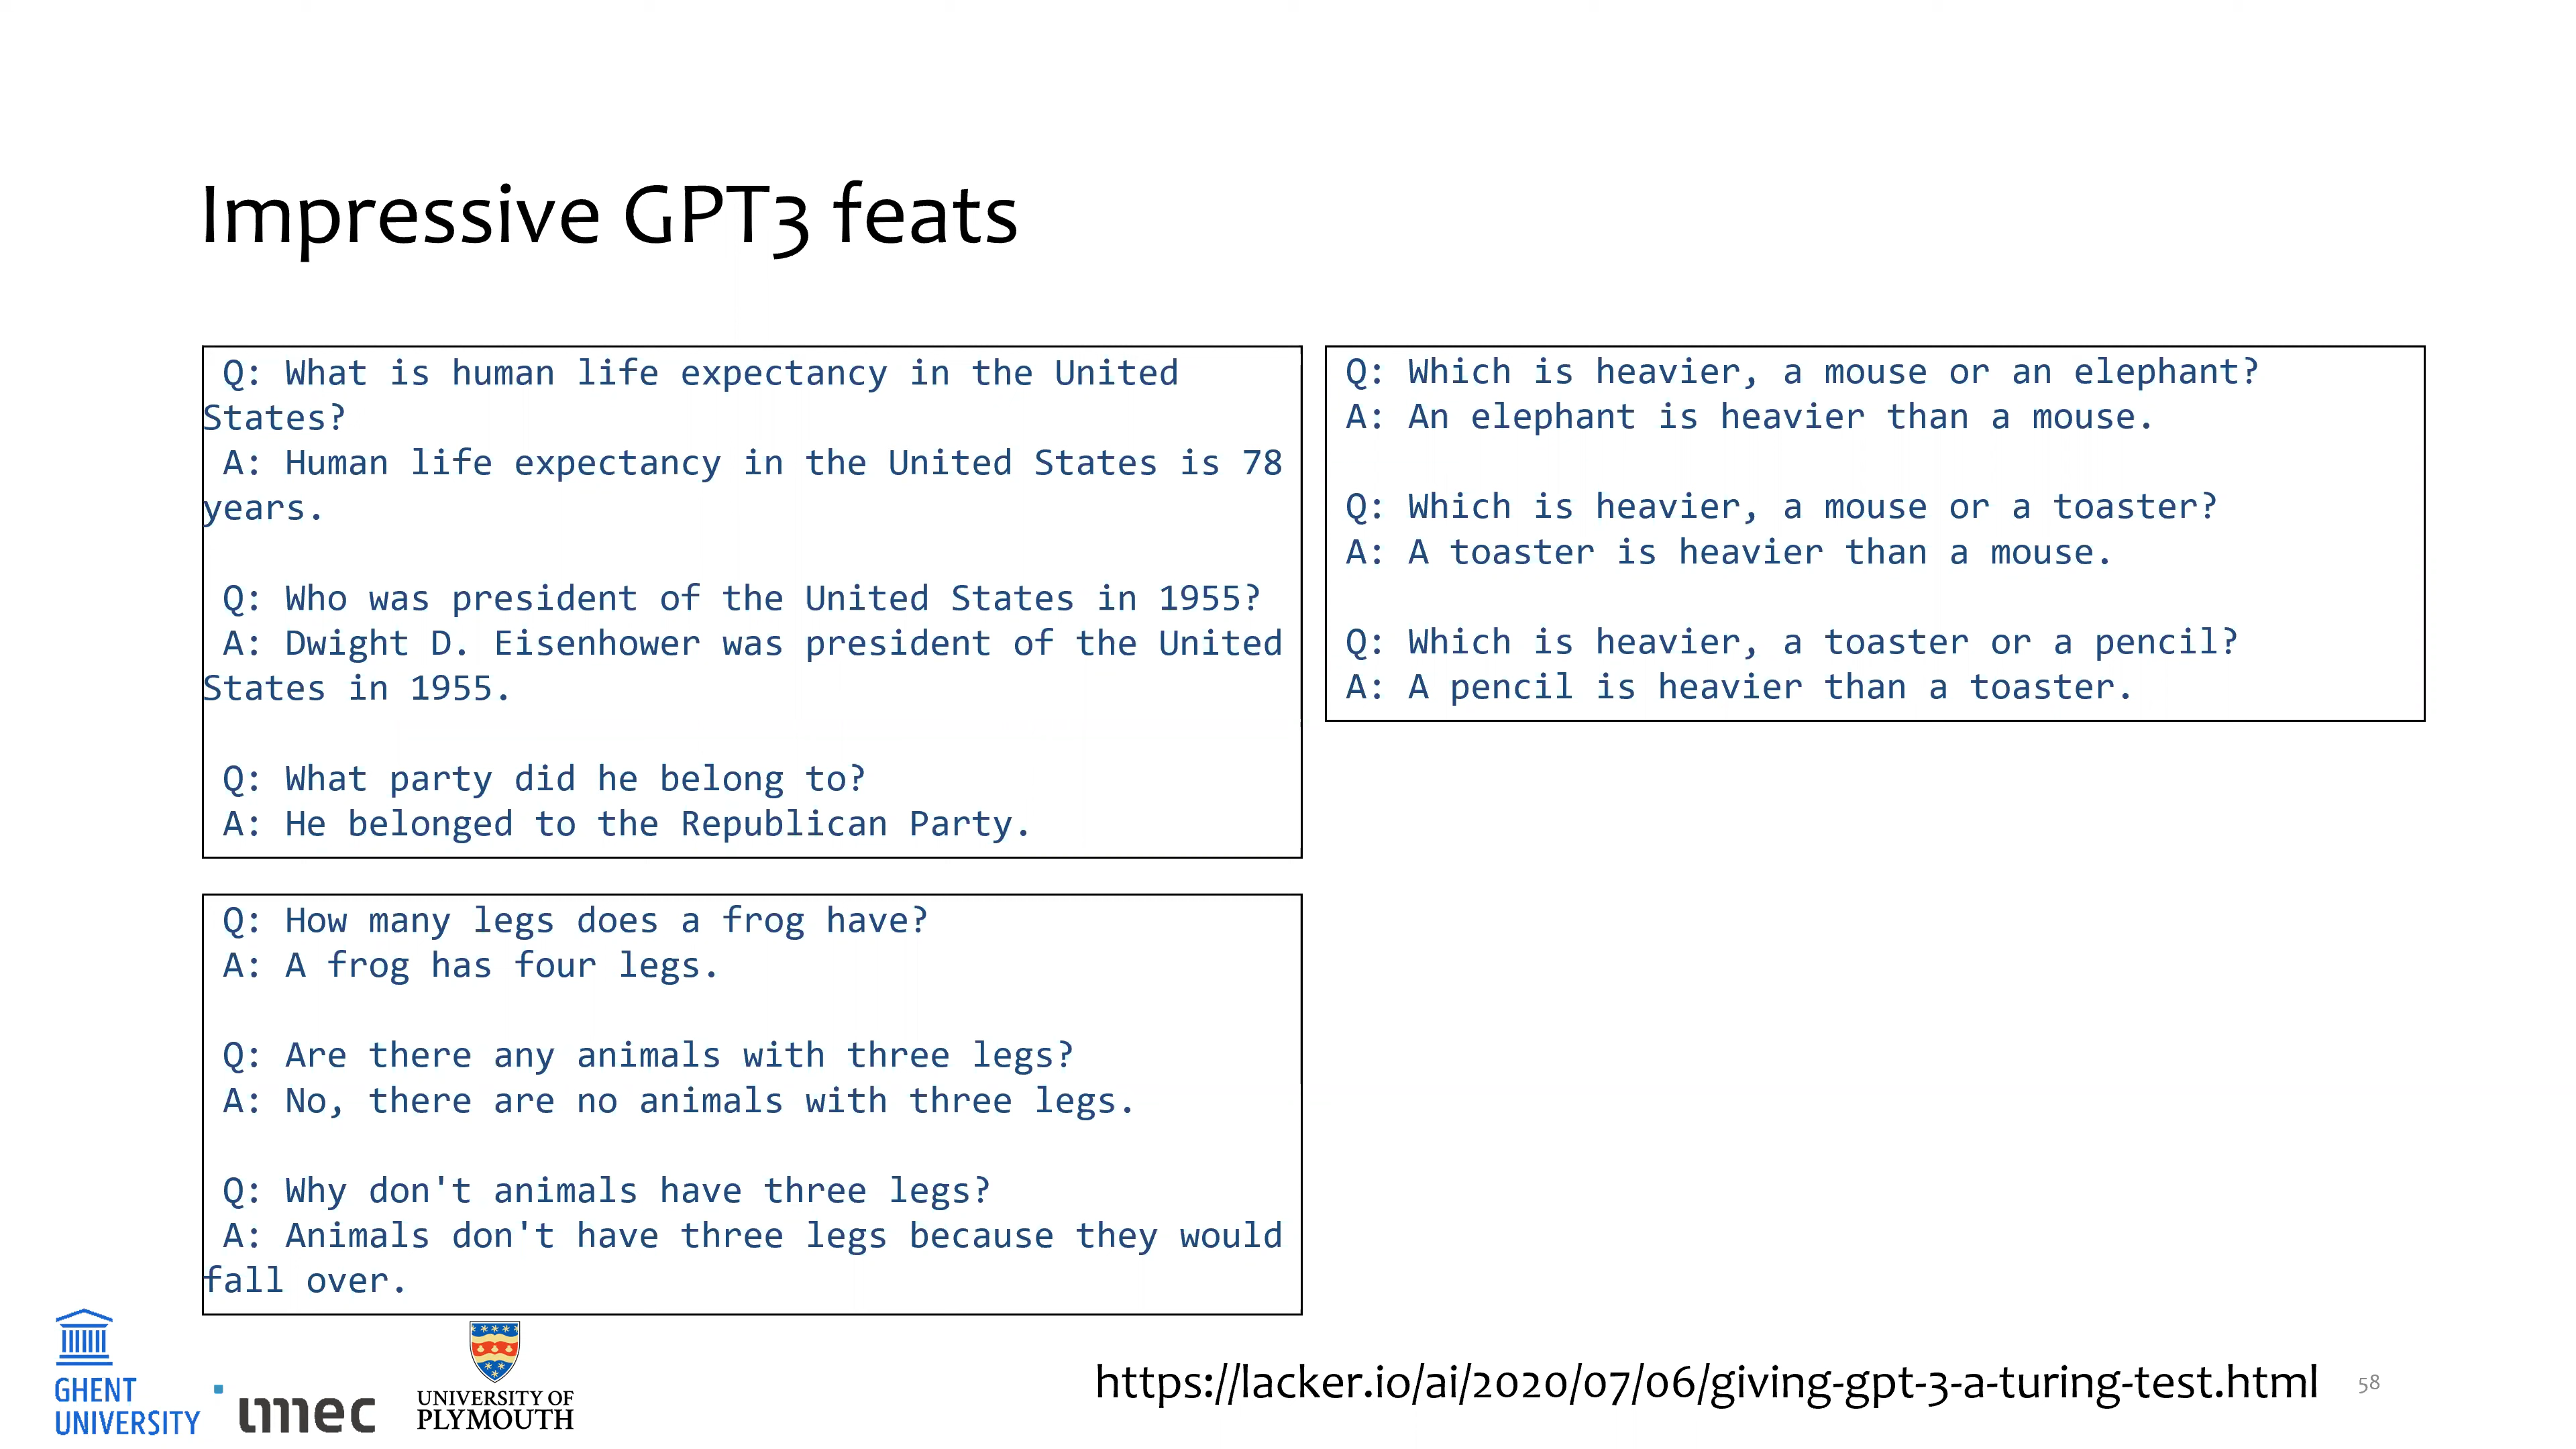 Impressive GPT3 feats
Q: What is human life expectancy in the United
States?
A: Human life expectancy in the United States is 78
years.
Q: Who was president of the United States in 1955?
A: Dwight D. Eisenhower was president of the United
States in 1955.
Q: What party did he belong to?
A: He belonged to the Republican Party.
Q: How many legs does a frog have?
A: A frog has four legs.
Q: Are there any animals with three legs?
A: No, there are no animals with three legs.
Q: Why don't animals have three legs?
A: Animals don't have three legs because they would
fall over.
Q: Which is heavier, a mouse or an elephant?
A: An elephant is heavier than a mouse.
Q: Which is heavier, a mouse or a toaster?
A: A toaster is heavier than a mouse.
Q: Which is heavier, a toaster or a pencil?
A: A pencil is heavier than a toaster.
GHENT
UNIVERSITY
imec
UNIVERSITY OF
PLYMOUTH
https://lacker.io/ai/2020/07/06/giving-gpt-3-a-turing-test.html
58